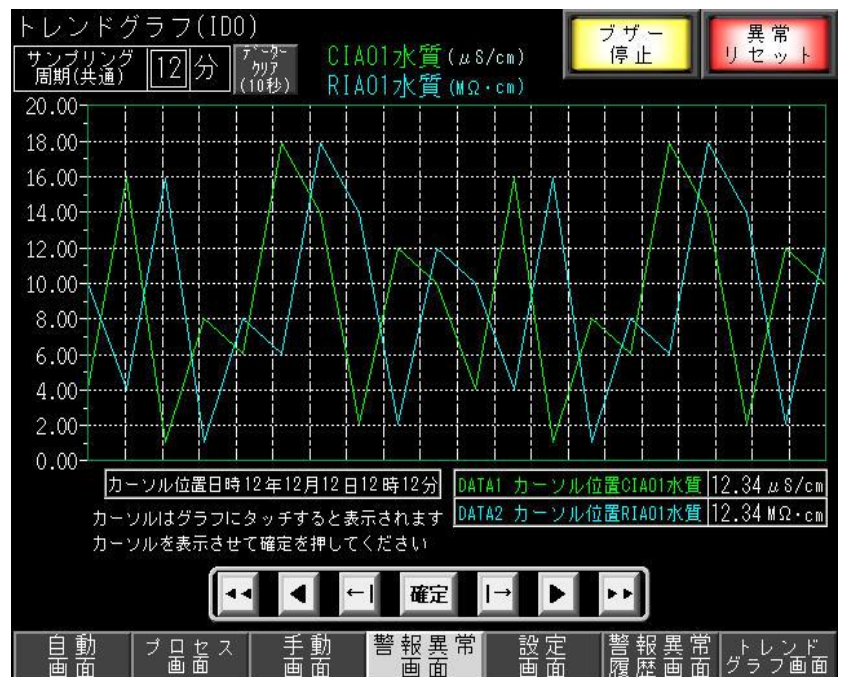 トレンドグラフ(IDO)
ブザー
停止
異常
リセット
サンプリング
周期(共通)
12
分
データー
クリア
(10秒)
CIA01水質(μS/cm)
RIA01水質(MΩ・cm)
20.00
18.00
16.00
14.00
12.00
10.00
8.00
6.00
4.00
2.00
0.00
カーソル位置日時12年12月12日12時12分
DATA1 カーソル位置CIA01水質 12.34μS/cm
DATA2 カーソル位置RIA01水質 12.34MΩ・cm
カーソルはグラフにタッチすると表示されます
カーソルを表示させて確定を押してください
確定
自動
画面
プロセス
画面
手動
画面
警報異常
画面
設定
画面
警報異常
履歴画面
トレンド
グラフ画面